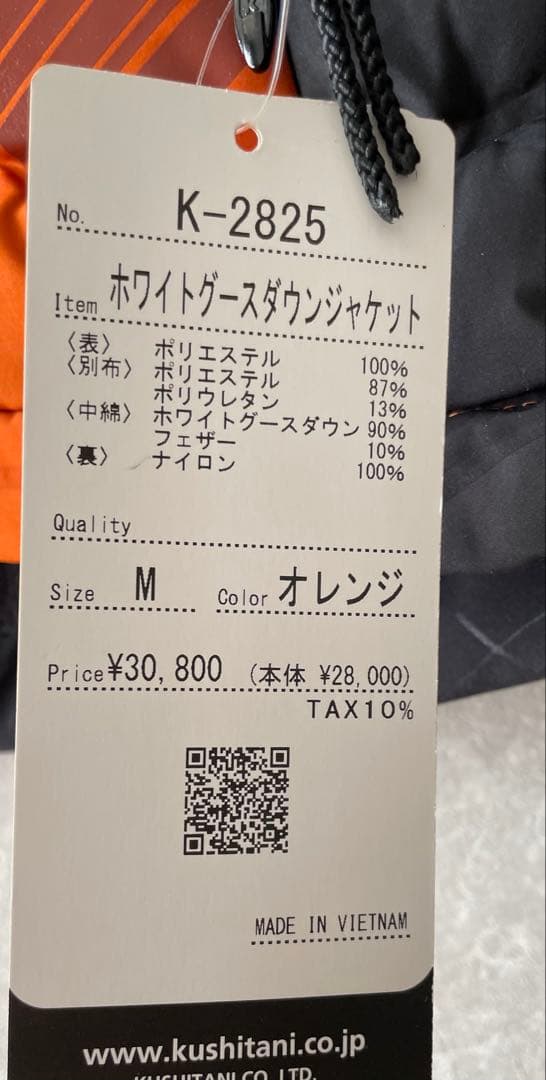 No. K-2825
Item ホワイトグースダウンジャケット
〈表〉 ポリエステル 100%
〈別布〉 ポリエステル 87%
ポリウレタン 13%
〈中綿〉 ホワイトグースダウン 90%
フェザー 10%
〈裏〉 ナイロン 100%
Quality
Size M Color オレンジ
Price ¥30,800 (本体 ¥28,000)
TAX10%
MADE IN VIETNAM
www.kushitani.co.jp
KUSHITANI CO.,LTD.